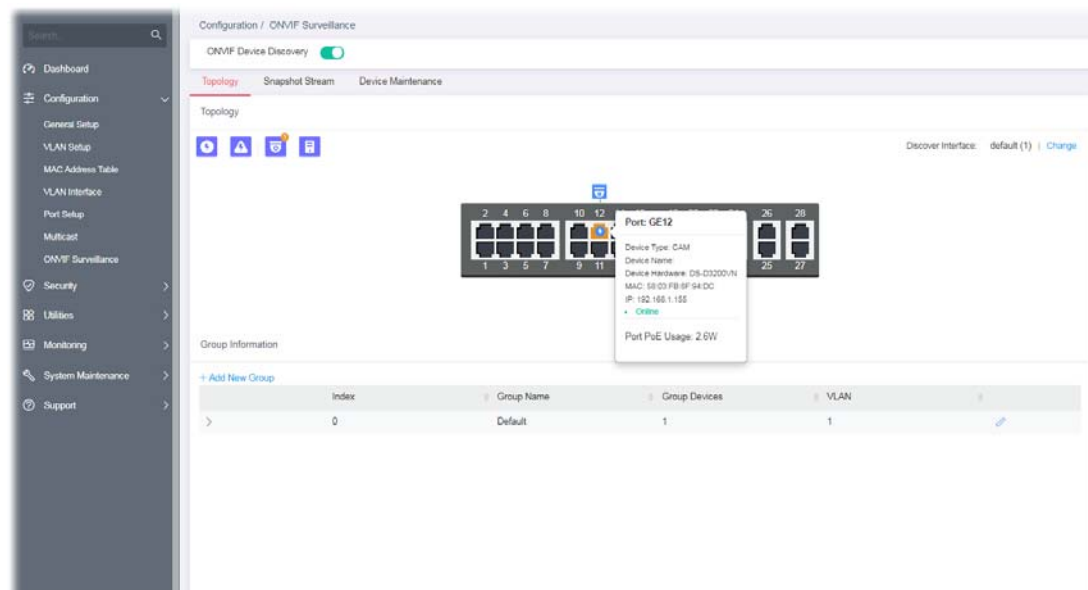 Search...
Dashboard
Configuration
General Setup
VLAN Setup
MAC Address Table
VLAN Interface
Port Setup
Multicast
ONVIF Surveillance
Security
Utilities
Monitoring
System Maintenance
Support
Configuration / ONVIF Surveillance
ONVIF Device Discovery
Topology Snapshot Stream Device Maintenance
Topology
Discover Interface: default (1) | Change
2 4 6 8 10 12 26 28
1 3 5 7 9 11 25 27
Port: GE12
Device Type: CAM
Device Name:
Device Hardware: DS-D3200VN
MAC: 58:03:FB:6F:94:DC
IP: 192.168.1.155
Online
Port PoE Usage: 2.6W
Group Information
+ Add New Group
Index Group Name Group Devices VLAN
0 Default 1 1